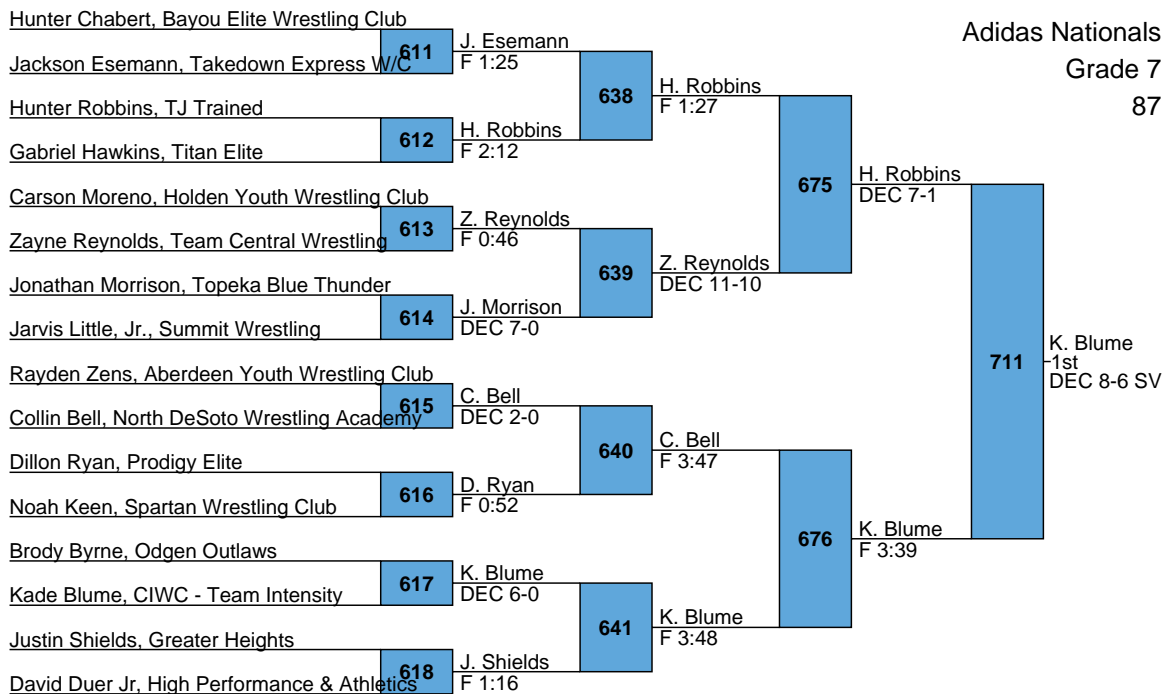 Adidas Nationals
Grade 7
87
Hunter Chabert, Bayou Elite Wrestling Club
611
Jackson Esemann, Takedown Express W/C
J. Esemann
F 1:25
638
Hunter Robbins, TJ Trained
612
Gabriel Hawkins, Titan Elite
H. Robbins
F 2:12
H. Robbins
F 1:27
675
Carson Moreno, Holden Youth Wrestling Club
613
Zayne Reynolds, Team Central Wrestling
Z. Reynolds
F 0:46
639
Jonathan Morrison, Topeka Blue Thunder
614
Jarvis Little, Jr., Summit Wrestling
J. Morrison
DEC 7-0
Z. Reynolds
DEC 11-10
H. Robbins
DEC 7-1
711
Rayden Zens, Aberdeen Youth Wrestling Club
615
Collin Bell, North DeSoto Wrestling Academy
C. Bell
DEC 2-0
640
Dillon Ryan, Prodigy Elite
616
Noah Keen, Spartan Wrestling Club
D. Ryan
F 0:52
C. Bell
F 3:47
676
Brody Byrne, Odgen Outlaws
617
Kade Blume, CIWC - Team Intensity
K. Blume
DEC 6-0
641
Justin Shields, Greater Heights
618
David Duer Jr, High Performance & Athletics
J. Shields
F 1:16
K. Blume
F 3:48
K. Blume
F 3:39
K. Blume
1st
DEC 8-6 SV